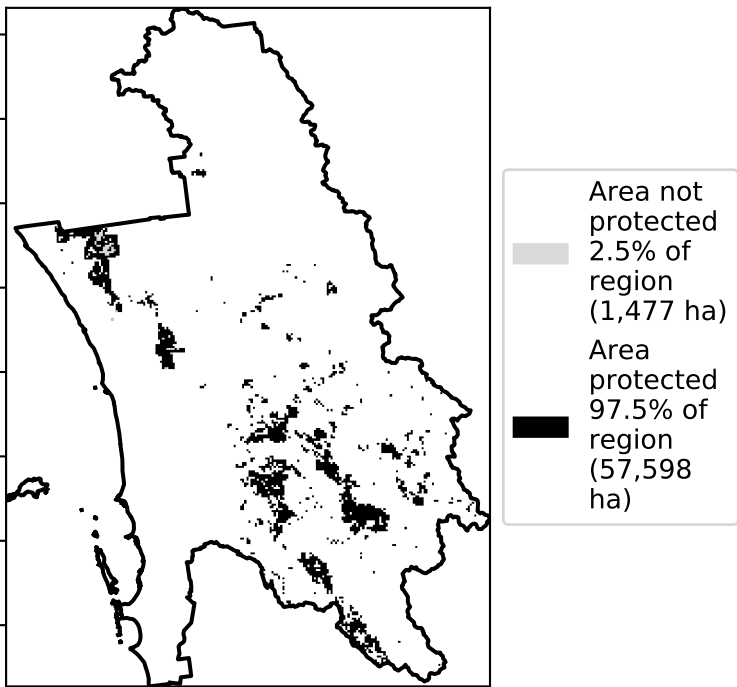 Area not
protected
2.5% of
region
(1,477 ha)
Area
protected
97.5% of
region
(57,598
ha)